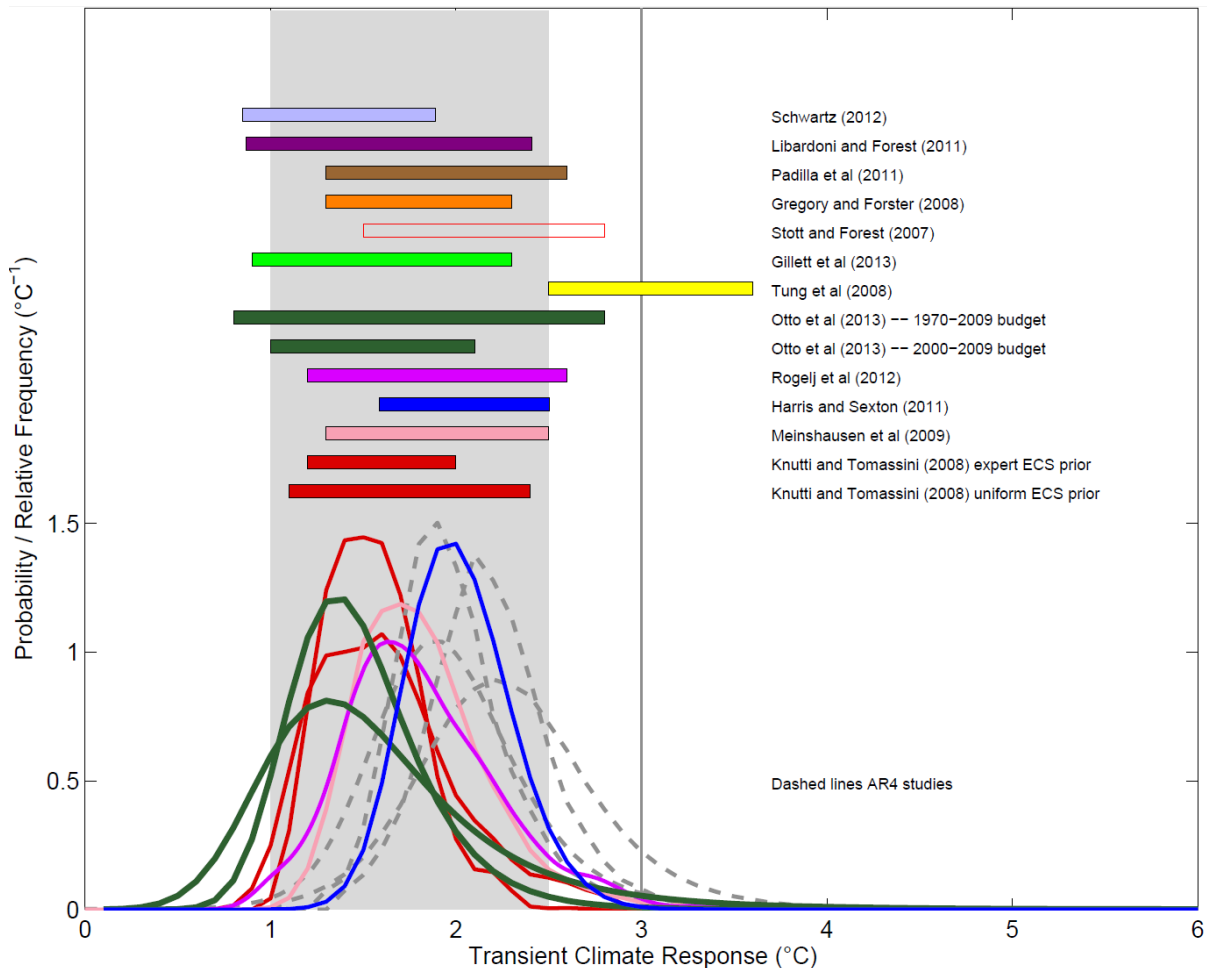 Schwartz (2012)
Libardoni and Forest (2011)
Padilla et al (2011)
Gregory and Forster (2008)
Stott and Forest (2007)
Gillett et al (2013)
Tung et al (2008)
Otto et al (2013) −− 1970−2009 budget
Otto et al (2013) −− 2000−2009 budget
Rogelj et al (2012)
Harris and Sexton (2011)
Meinshausen et al (2009)
Knutti and Tomassini (2008) expert ECS prior
Knutti and Tomassini (2008) uniform ECS prior
Probability / Relative Frequency (°C⁻¹)
1.5
1
0.5
0
Dashed lines AR4 studies
0 1 2 3 4 5 6
Transient Climate Response (°C)